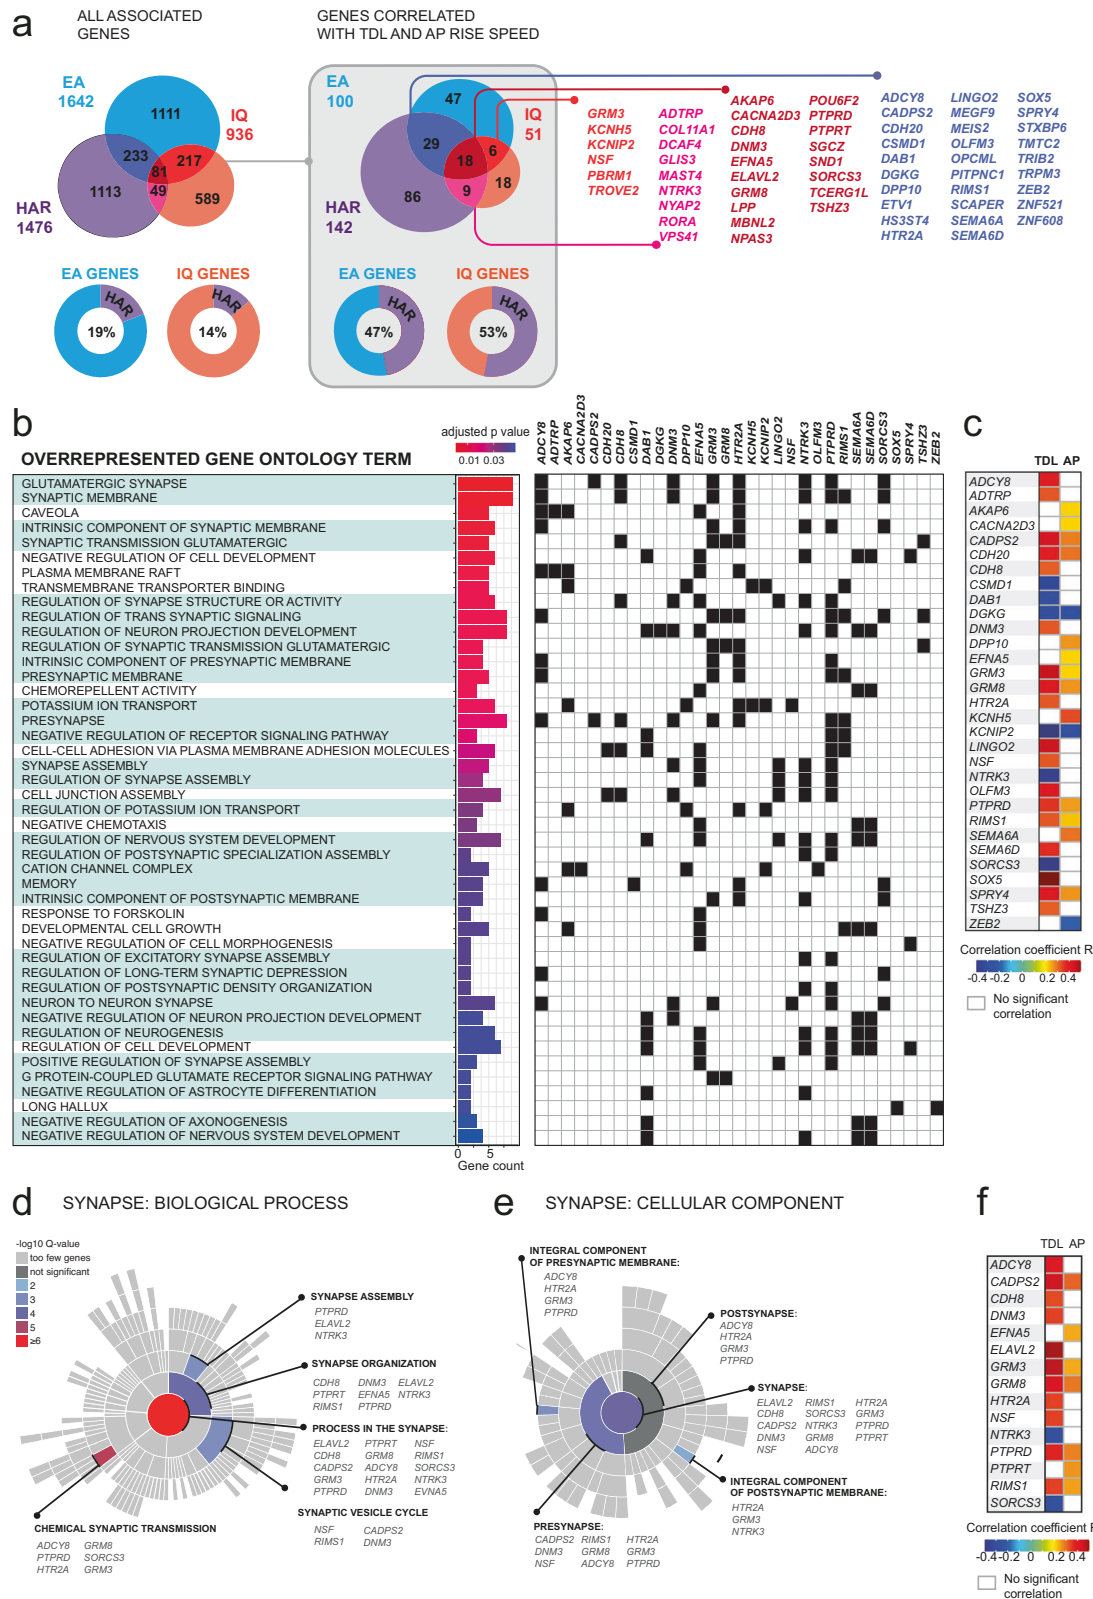 a
ALL ASSOCIATED
GENES
GENES CORRELATED
WITH TDL AND AP RISE SPEED
EA
1642
1111
IQ
936
233
217
81
49
1113
589
HAR
1476
EA
100
47
IQ
51
29
6
18
9
18
86
HAR
142
GRM3
KCNH5
KCNIP2
NSF
PBRM1
TROVE2
ADTRP
COL11A1
DCAF4
GLIS3
MAST4
NTRK3
NYAP2
RORA
VPS41
AKAP6
CACNA2D3
CDH8
DNM3
EFNA5
ELAVL2
GRM8
LPP
MBNL2
NPAS3
POU6F2
PTPRD
PTPRT
SGCZ
SND1
SORCS3
TCERG1L
TSHZ3
ADCY8
CADPS2
CDH20
CSMD1
DAB1
DGKG
DPP10
ETV1
HS3ST4
HTR2A
LINGO2
MEGF9
MEIS2
OLFM3
OPCML
PITPNC1
RIMS1
SCAPER
SEMA6A
SEMA6D
SOX5
SPRY4
STXBP6
TMTC2
TRIB2
TRPM3
ZEB2
ZNF521
ZNF608
EA GENES
IQ GENES
HAR
19%
HAR
14%
EA GENES
IQ GENES
HAR
47%
HAR
53%
b
adjusted p value
0.01 0.03
OVERREPRESENTED GENE ONTOLOGY TERM
ADCY8
ADTRP
AKAP6
CACNA2D3
CADPS2
CDH20
CDH8
CSMD1
DAB1
DGKG
DNM3
DPP10
EFNA5
GRM3
GRM8
HTR2A
KCNH5
KCNIP2
LINGO2
NSF
NTRK3
OLFM3
PTPRD
RIMS1
SEMA6A
SEMA6D
SORCS3
SOX5
SPRY4
TSHZ3
ZEB2
GLUTAMATERGIC SYNAPSE
SYNAPTIC MEMBRANE
CAVEOLA
INTRINSIC COMPONENT OF SYNAPTIC MEMBRANE
SYNAPTIC TRANSMISSION GLUTAMATERGIC
NEGATIVE REGULATION OF CELL DEVELOPMENT
PLASMA MEMBRANE RAFT
TRANSMEMBRANE TRANSPORTER BINDING
REGULATION OF SYNAPSE STRUCTURE OR ACTIVITY
REGULATION OF TRANS SYNAPTIC SIGNALING
REGULATION OF NEURON PROJECTION DEVELOPMENT
REGULATION OF SYNAPTIC TRANSMISSION GLUTAMATERGIC
INTRINSIC COMPONENT OF PRESYNAPTIC MEMBRANE
PRESYNAPTIC MEMBRANE
CHEMOREPELLENT ACTIVITY
POTASSIUM ION TRANSPORT
PRESYNAPSE
NEGATIVE REGULATION OF RECEPTOR SIGNALING PATHWAY
CELL-CELL ADHESION VIA PLASMA MEMBRANE ADHESION MOLECULES
SYNAPSE ASSEMBLY
REGULATION OF SYNAPSE ASSEMBLY
CELL JUNCTION ASSEMBLY
REGULATION OF POTASSIUM ION TRANSPORT
NEGATIVE CHEMOTAXIS
REGULATION OF NERVOUS SYSTEM DEVELOPMENT
REGULATION OF POSTSYNAPTIC SPECIALIZATION ASSEMBLY
CATION CHANNEL COMPLEX
MEMORY
INTRINSIC COMPONENT OF POSTSYNAPTIC MEMBRANE
RESPONSE TO FORSKOLIN
DEVELOPMENTAL CELL GROWTH
NEGATIVE REGULATION OF CELL MORPHOGENESIS
REGULATION OF EXCITATORY SYNAPSE ASSEMBLY
REGULATION OF LONG-TERM SYNAPTIC DEPRESSION
REGULATION OF POSTSYNAPTIC DENSITY ORGANIZATION
NEURON TO NEURON SYNAPSE
NEGATIVE REGULATION OF NEURON PROJECTION DEVELOPMENT
REGULATION OF NEUROGENESIS
REGULATION OF CELL DEVELOPMENT
POSITIVE REGULATION OF SYNAPSE ASSEMBLY
G PROTEIN-COUPLED GLUTAMATE RECEPTOR SIGNALING PATHWAY
NEGATIVE REGULATION OF ASTROCYTE DIFFERENTIATION
LONG HALLUX
NEGATIVE REGULATION OF AXONOGENESIS
NEGATIVE REGULATION OF NERVOUS SYSTEM DEVELOPMENT
0 5
Gene count
c
TDL AP
ADCY8
ADTRP
AKAP6
CACNA2D3
CADPS2
CDH20
CDH8
CSMD1
DAB1
DGKG
DNM3
DPP10
EFNA5
GRM3
GRM8
HTR2A
KCNH5
KCNIP2
LINGO2
NSF
NTRK3
OLFM3
PTPRD
RIMS1
SEMA6A
SEMA6D
SORCS3
SOX5
SPRY4
TSHZ3
ZEB2
Correlation coefficient R
-0.4 -0.2 0 0.2 0.4
No significant
correlation
d
SYNAPSE: BIOLOGICAL PROCESS
-log10 Q-value
too few genes
not significant
2
3
4
5
≥6
SYNAPSE ASSEMBLY
PTPRD
ELAVL2
NTRK3
SYNAPSE ORGANIZATION
CDH8 DNM3 ELAVL2
PTPRT EFNA5 NTRK3
RIMS1 PTPRD
PROCESS IN THE SYNAPSE:
ELAVL2 PTPRT NSF
CDH8 GRM8 RIMS1
CADPS2 ADCY8 SORCS3
GRM3 HTR2A NTRK3
PTPRD DNM3 EVNA5
SYNAPTIC VESICLE CYCLE
NSF CADPS2
RIMS1 DNM3
CHEMICAL SYNAPTIC TRANSMISSION
ADCY8 GRM8
PTPRD SORCS3
HTR2A GRM3
e
SYNAPSE: CELLULAR COMPONENT
INTEGRAL COMPONENT
OF PRESYNAPTIC MEMBRANE:
ADCY8
HTR2A
GRM3
PTPRD
POSTSYNAPSE:
ADCY8
HTR2A
GRM3
PTPRD
SYNAPSE:
ELAVL2 RIMS1 HTR2A
CDH8 SORCS3 GRM3
CADPS2 NTRK3 PTPRD
DNM3 GRM8 PTPRT
NSF ADCY8
INTEGRAL COMPONENT
OF POSTSYNAPTIC MEMBRANE:
HTR2A
GRM3
NTRK3
PRESYNAPSE:
CADPS2 RIMS1 HTR2A
DNM3 GRM8 GRM3
NSF ADCY8 PTPRD
f
TDL AP
ADCY8
CADPS2
CDH8
DNM3
EFNA5
ELAVL2
GRM3
GRM8
HTR2A
NSF
NTRK3
PTPRD
PTPRT
RIMS1
SORCS3
Correlation coefficient R
-0.4 -0.2 0 0.2 0.4
No significant
correlation